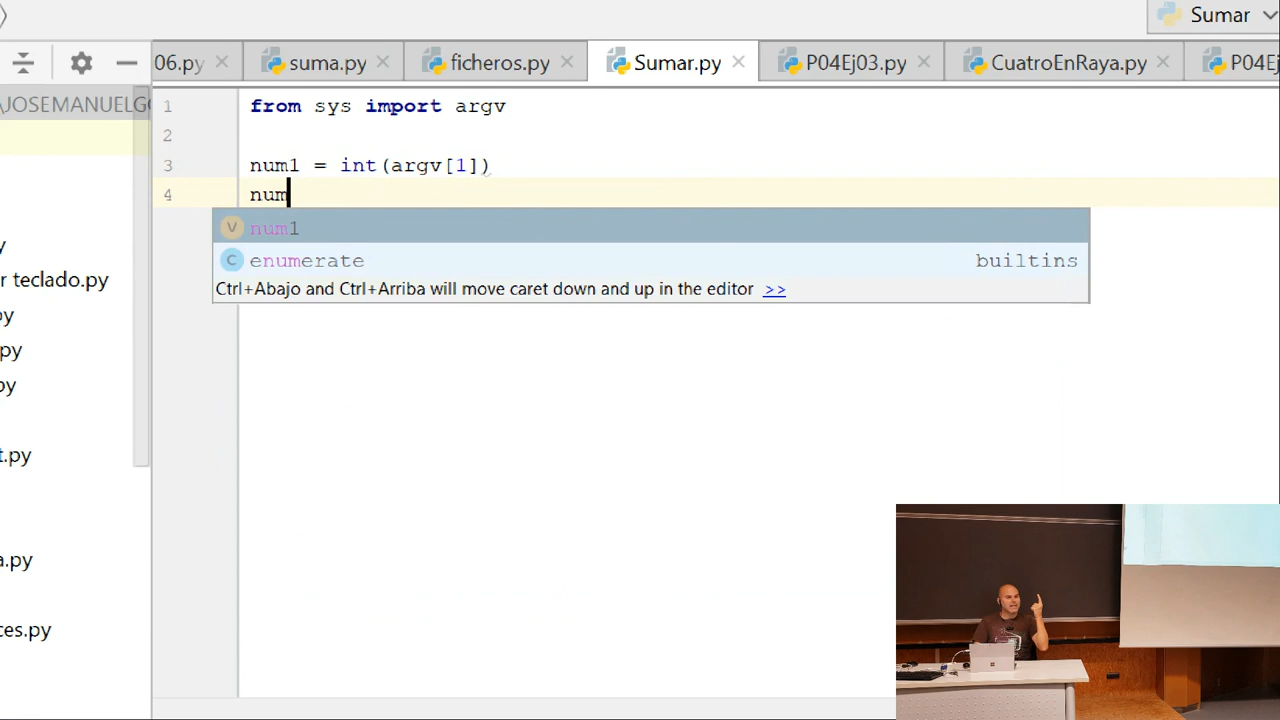 Sumar
06.py
suma.py
ficheros.py
Sumar.py
P04Ej03.py
CuatroEnRaya.py
P04E
\JOSEMANUELG
1 from sys import argv
2
3 num1 = int(argv[1])
4 num
V num1
C enumerate builtins
Ctrl+Abajo and Ctrl+Arriba will move caret down and up in the editor >>
y
r teclado.py
py
.py
py
t.py
a.py
ces.py